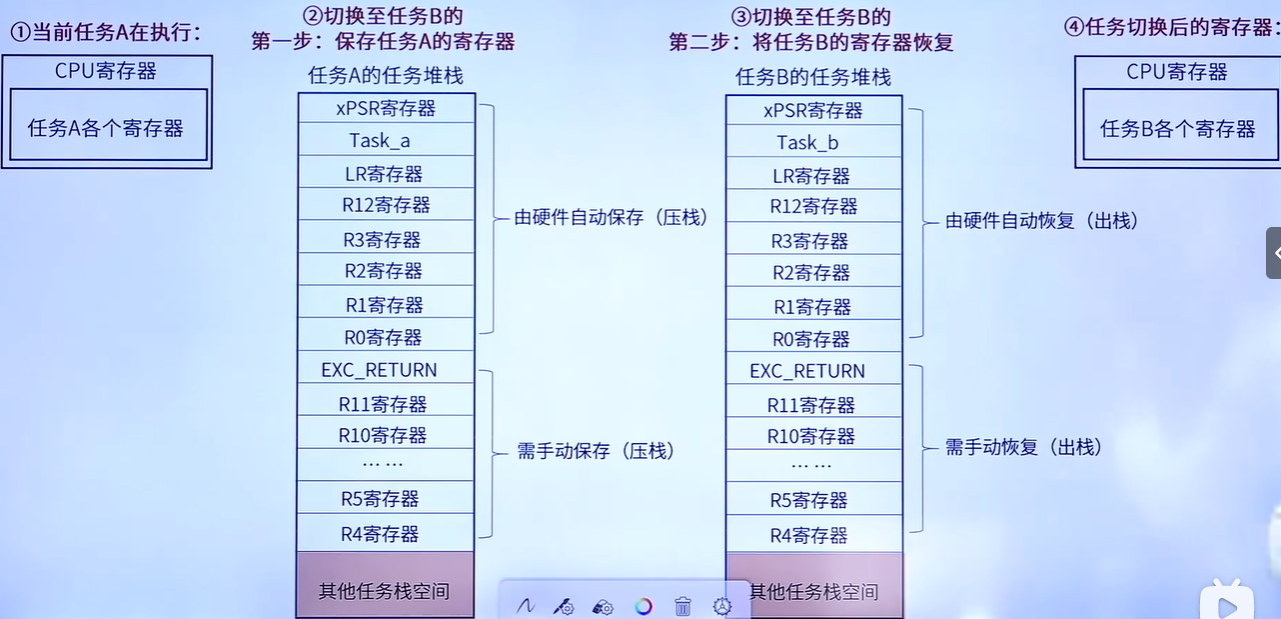 ①当前任务A在执行：
CPU寄存器
任务A各个寄存器
②切换至任务B的
第一步：保存任务A的寄存器
任务A的任务堆栈
xPSR寄存器
Task_a
LR寄存器
R12寄存器
R3寄存器
R2寄存器
R1寄存器
R0寄存器
EXC_RETURN
R11寄存器
R10寄存器
... ...
R5寄存器
R4寄存器
其他任务栈空间
由硬件自动保存（压栈）
需手动保存（压栈）
③切换至任务B的
第二步：将任务B的寄存器恢复
任务B的任务堆栈
xPSR寄存器
Task_b
LR寄存器
R12寄存器
R3寄存器
R2寄存器
R1寄存器
R0寄存器
EXC_RETURN
R11寄存器
R10寄存器
... ...
R5寄存器
R4寄存器
其他任务栈空间
由硬件自动恢复（出栈）
需手动恢复（出栈）
④任务切换后的寄存器：
CPU寄存器
任务B各个寄存器